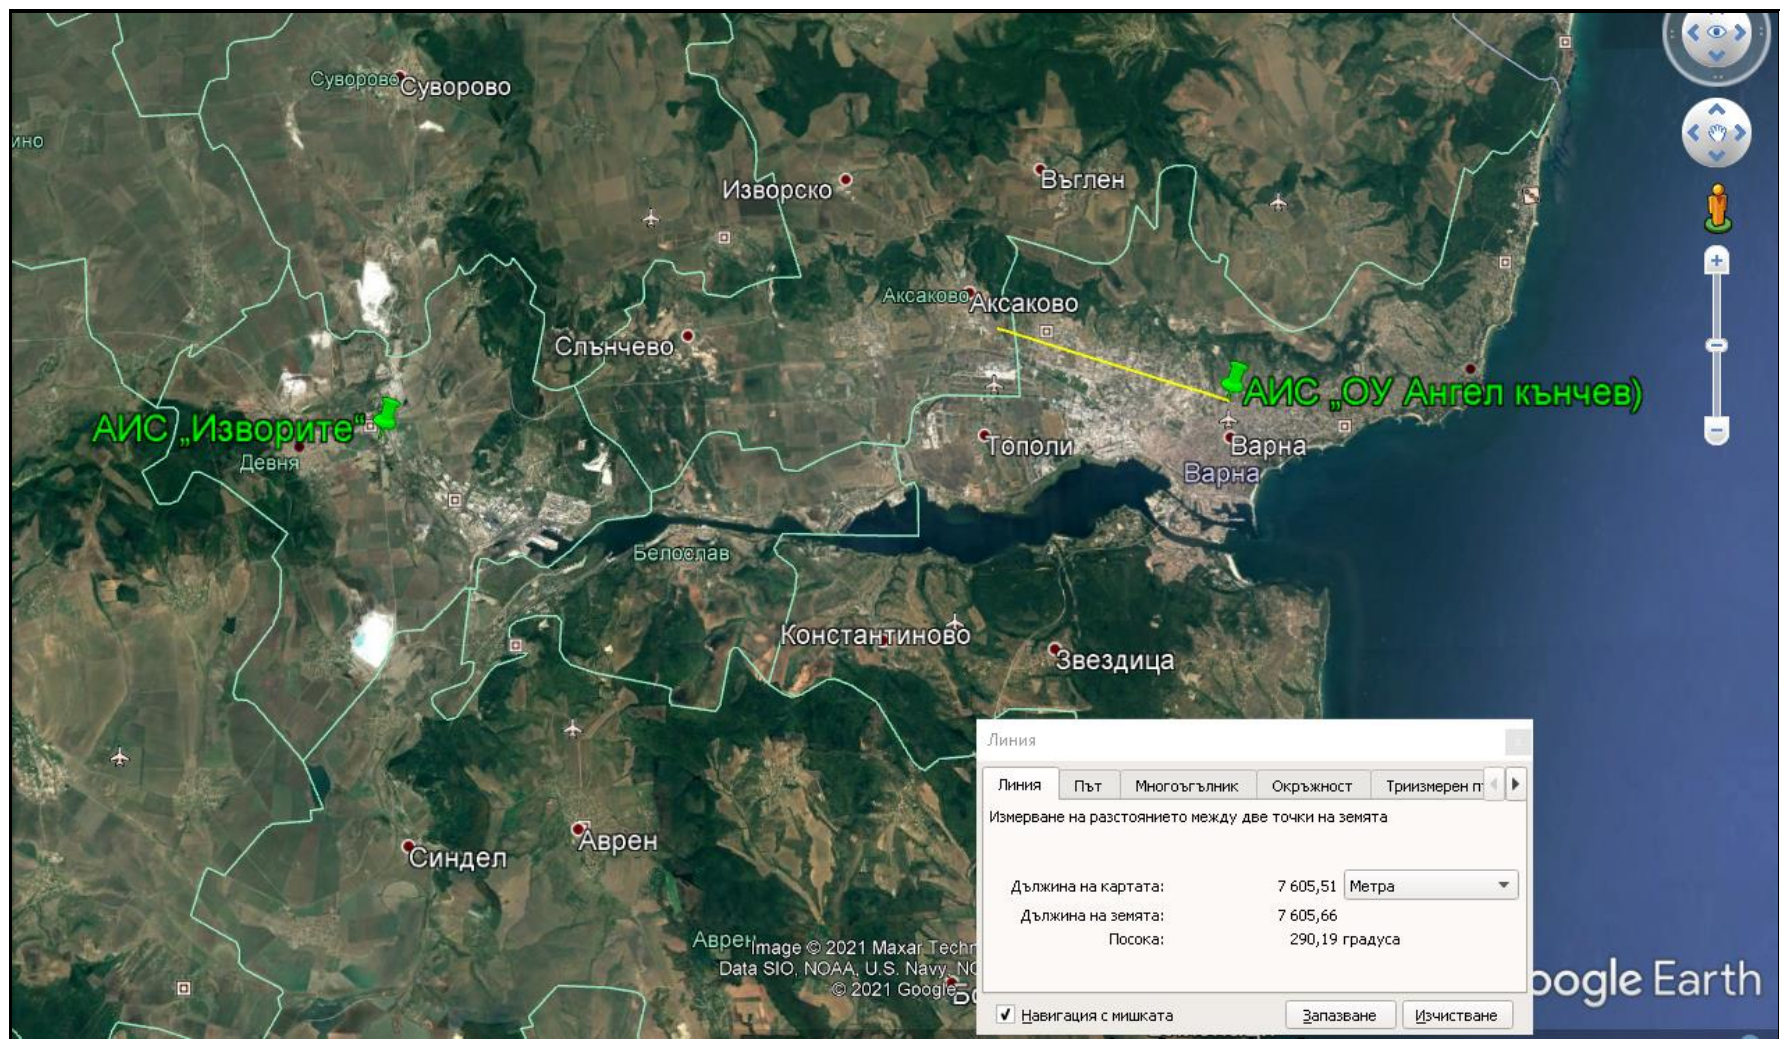 Суворово
Суворово
ино
Изворско
Въглен
Аксаково
Аксаково
Слънчево
АИС „ОУ Ангел кънчев)
АИС „Изворите“
Девня
Тополи
Варна
Варна
Белослав
Константиново
Звездица
Линия
Линия
Път
Многоъгълник
Окръжност
Триизмерен
Измерване на разстоянието между две точки на земята
Аврен
Синдел
Дължина на картата:
7 605,51
Метра
Дължина на земята:
7 605,66
Посока:
290,19 градуса
Аврен
Image © 2021 Maxar Techn
Data SIO, NOAA, U.S. Navy, NG
© 2021 Google
oogle Earth
Навигация с мишката
Запазване
Изчистване